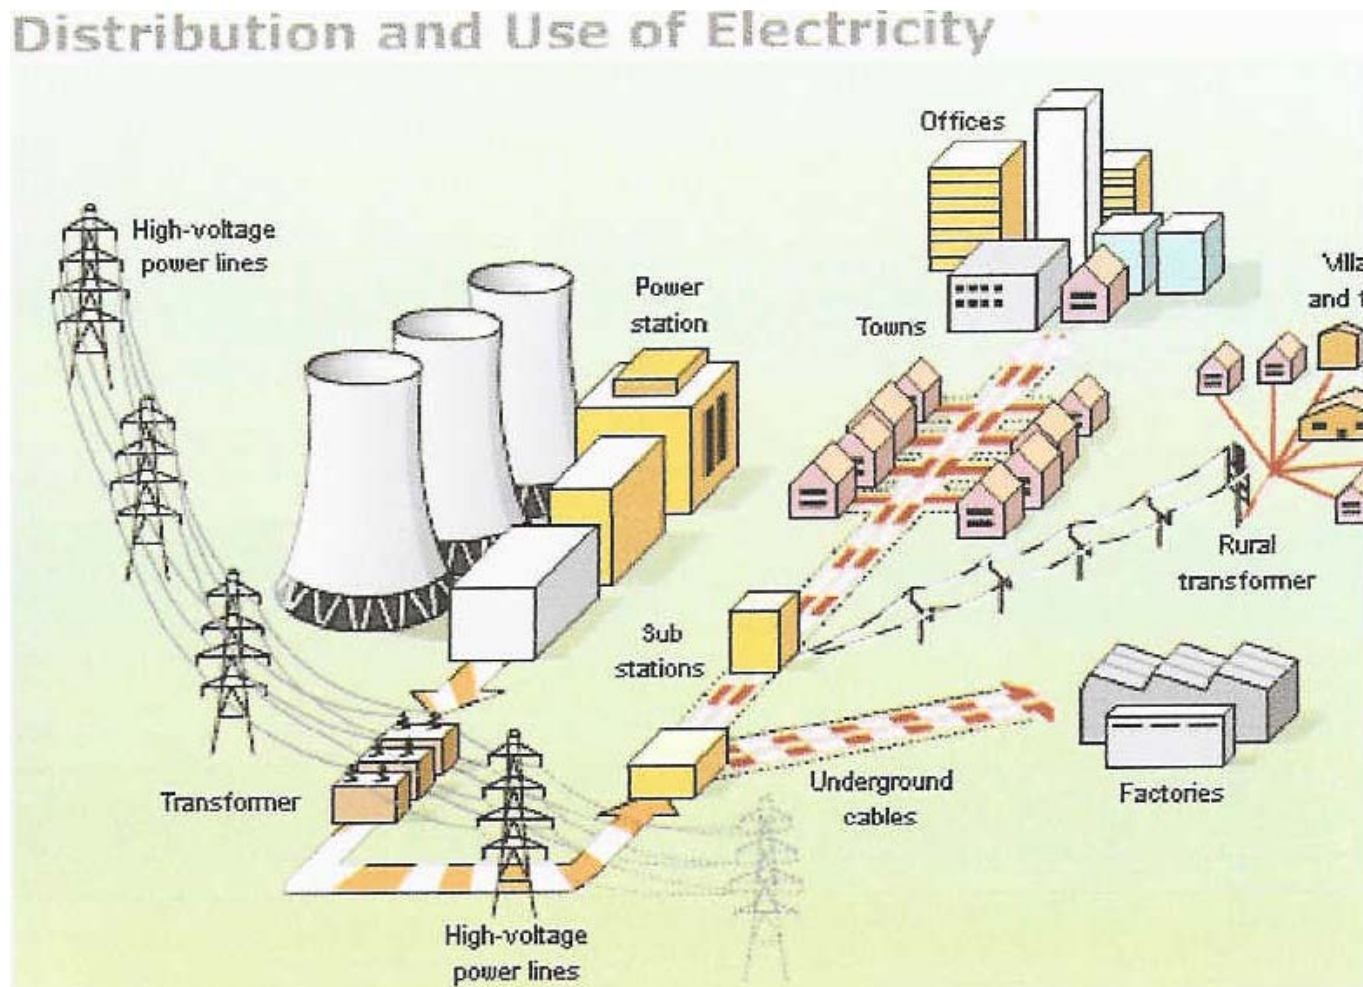 Distribution and Use of Electricity
Offices
High-voltage
power lines
Power
station
Towns
and
Rural
transformer
Sub
stations
Transformer
Underground
cables
Factories
High-voltage
power lines